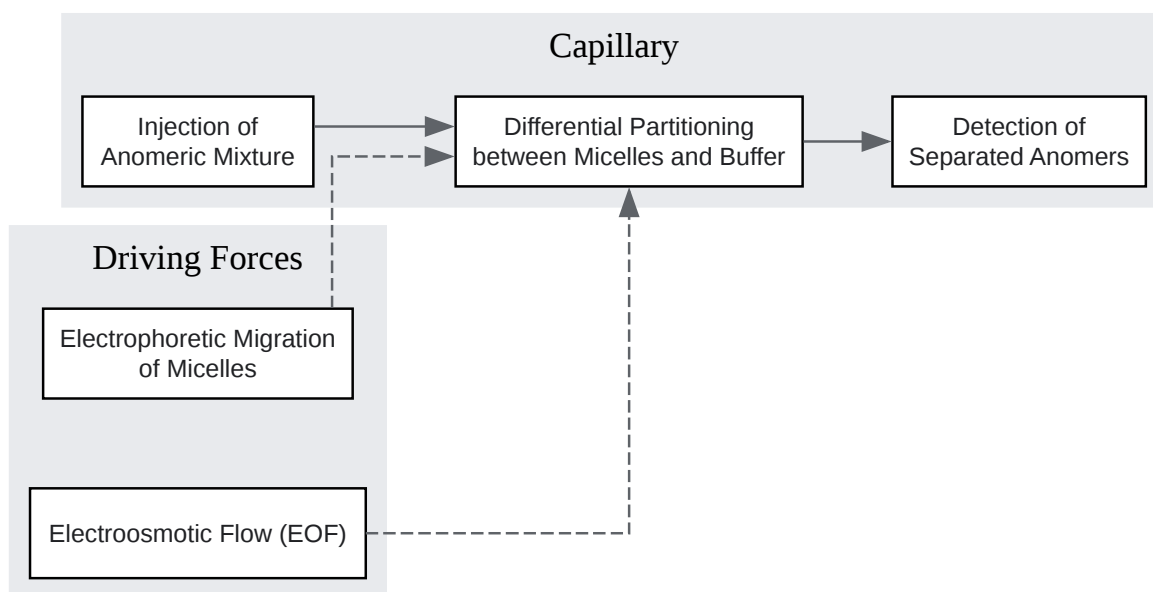 Capillary
Injection of
Anomeric Mixture
Differential Partitioning
between Micelles and Buffer
Detection of
Separated Anomers
Driving Forces
Electrophoretic Migration
of Micelles
Electroosmotic Flow (EOF)